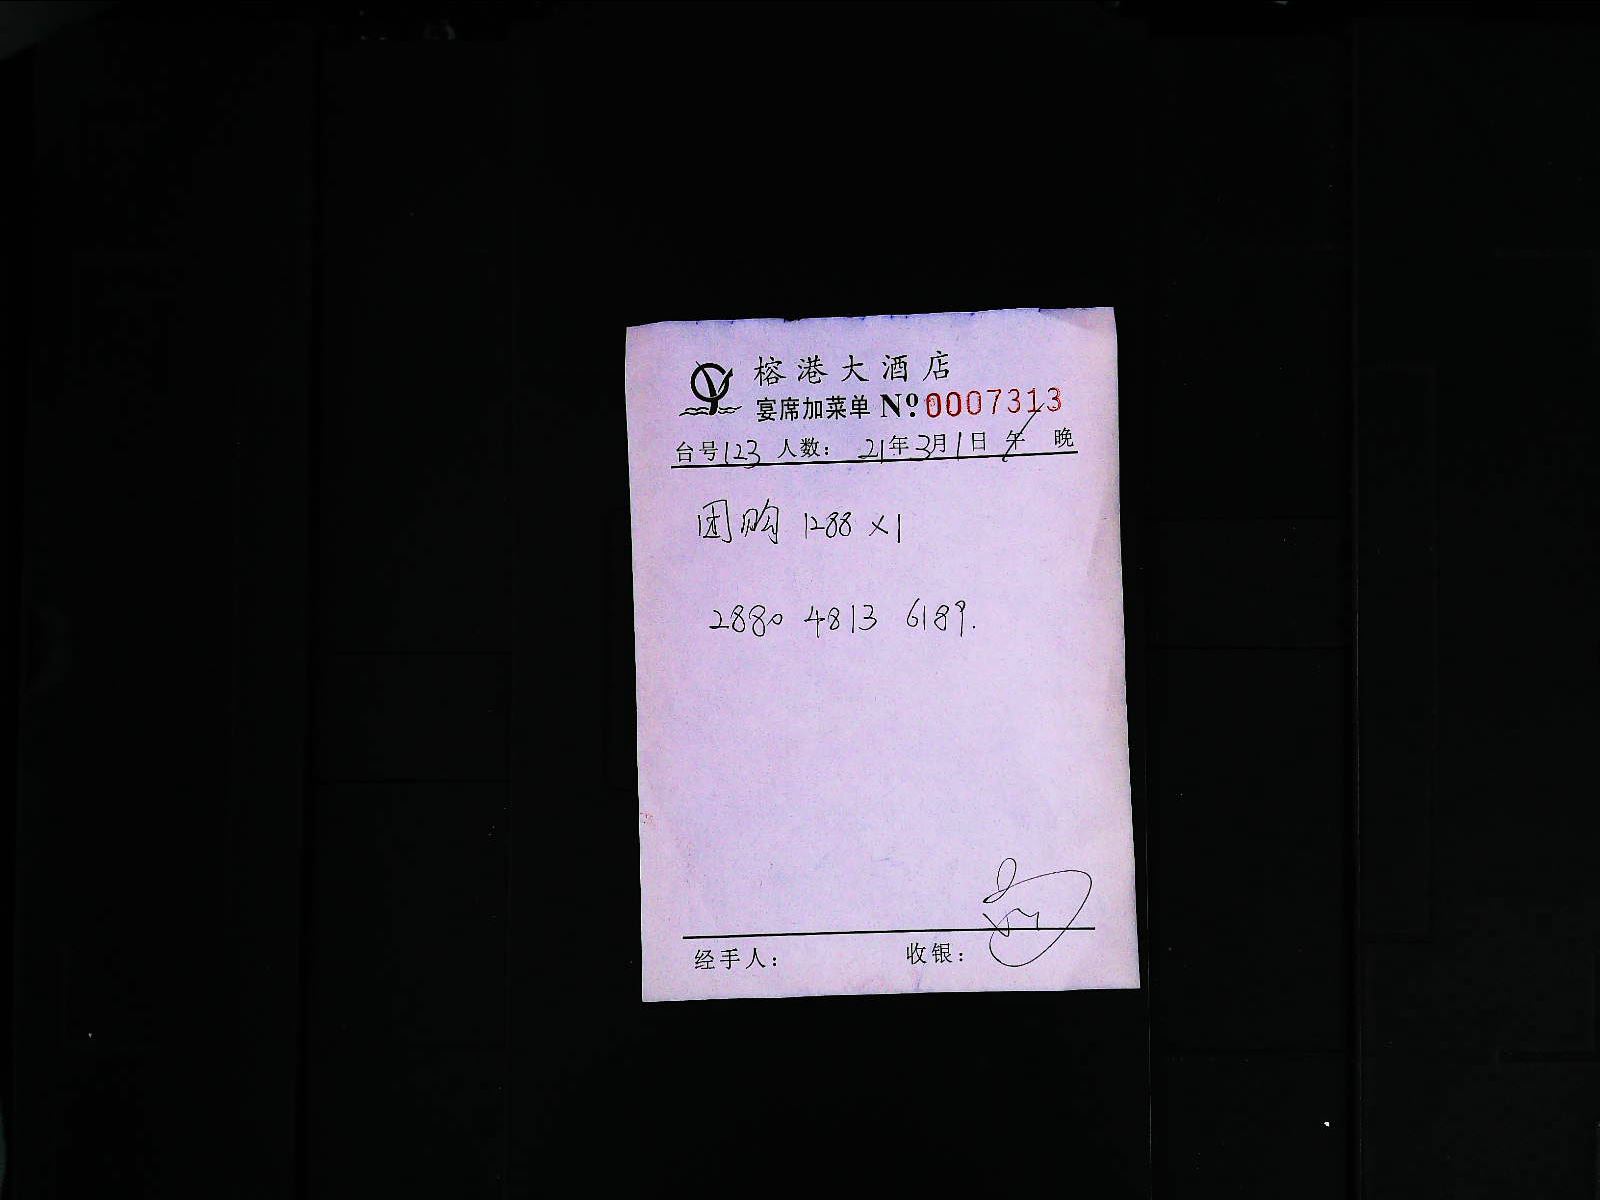 榕港大酒店
宴席加菜单 Nº 0007313
台号123 人数： 21年3月1日 午 晚
团购 1288 x1
2880 4813 6189.
经手人： 收银：